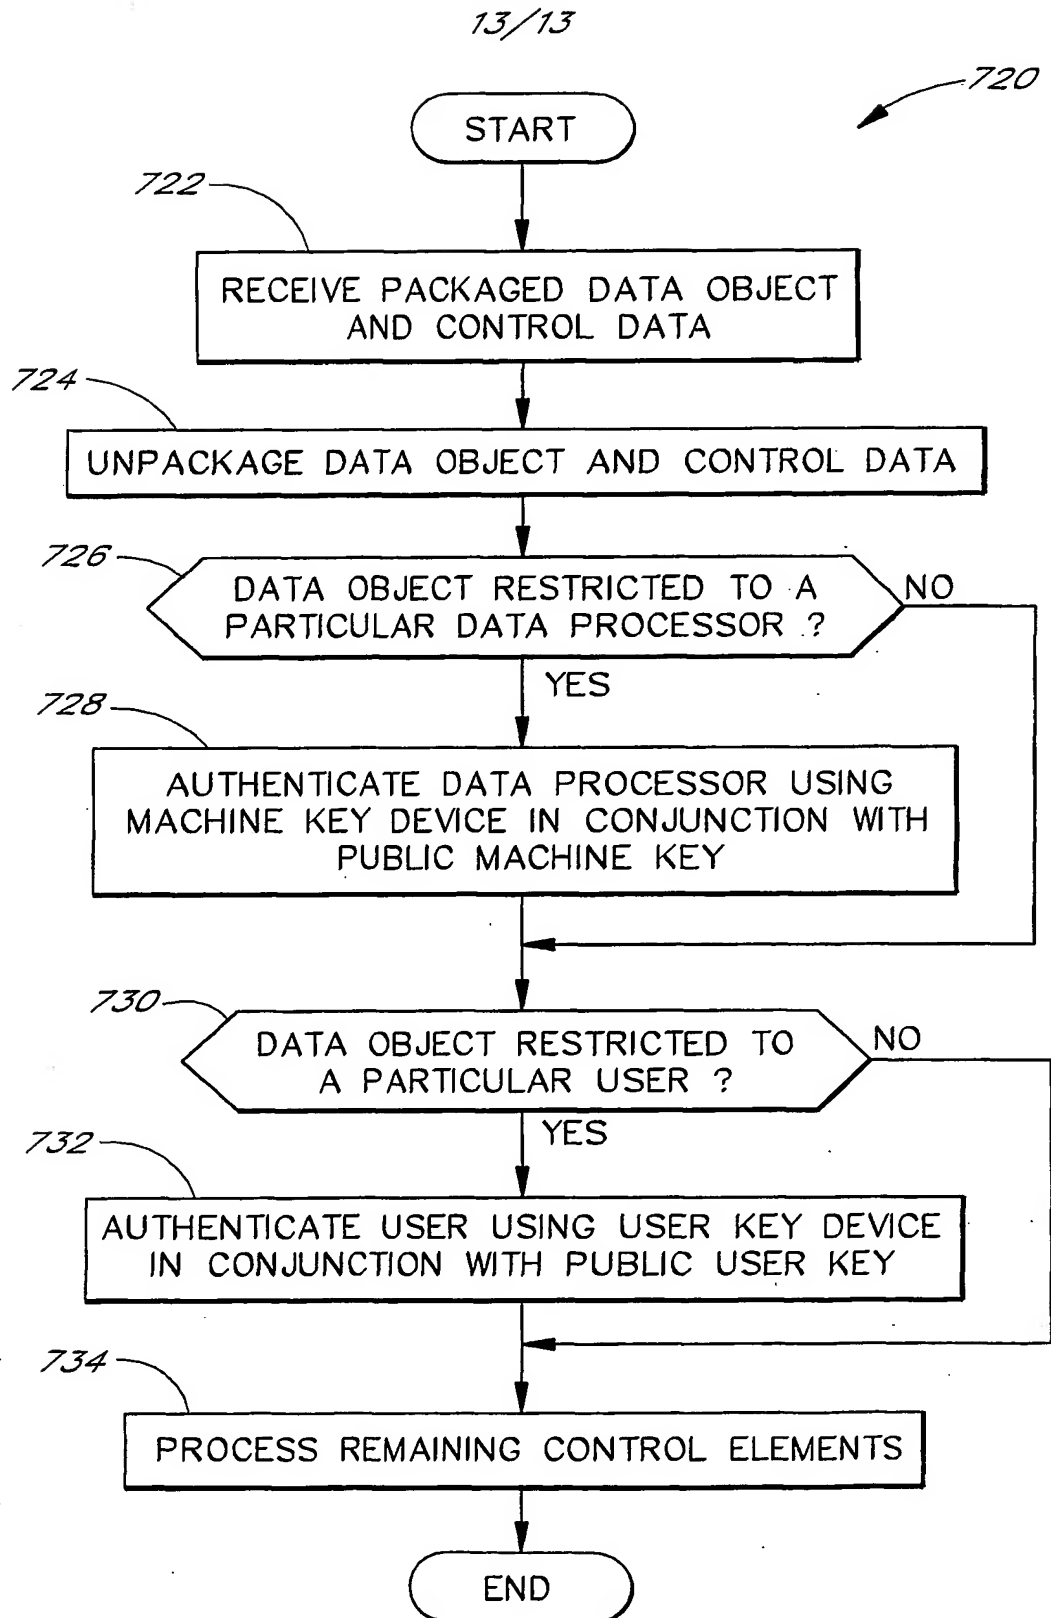 13/13
720
START
722
RECEIVE PACKAGED DATA OBJECT
AND CONTROL DATA
724
UNPACKAGE DATA OBJECT AND CONTROL DATA
726
DATA OBJECT RESTRICTED TO A
PARTICULAR DATA PROCESSOR ?
NO
YES
728
AUTHENTICATE DATA PROCESSOR USING
MACHINE KEY DEVICE IN CONJUNCTION WITH
PUBLIC MACHINE KEY
730
DATA OBJECT RESTRICTED TO
A PARTICULAR USER ?
NO
YES
732
AUTHENTICATE USER USING USER KEY DEVICE
IN CONJUNCTION WITH PUBLIC USER KEY
734
PROCESS REMAINING CONTROL ELEMENTS
END